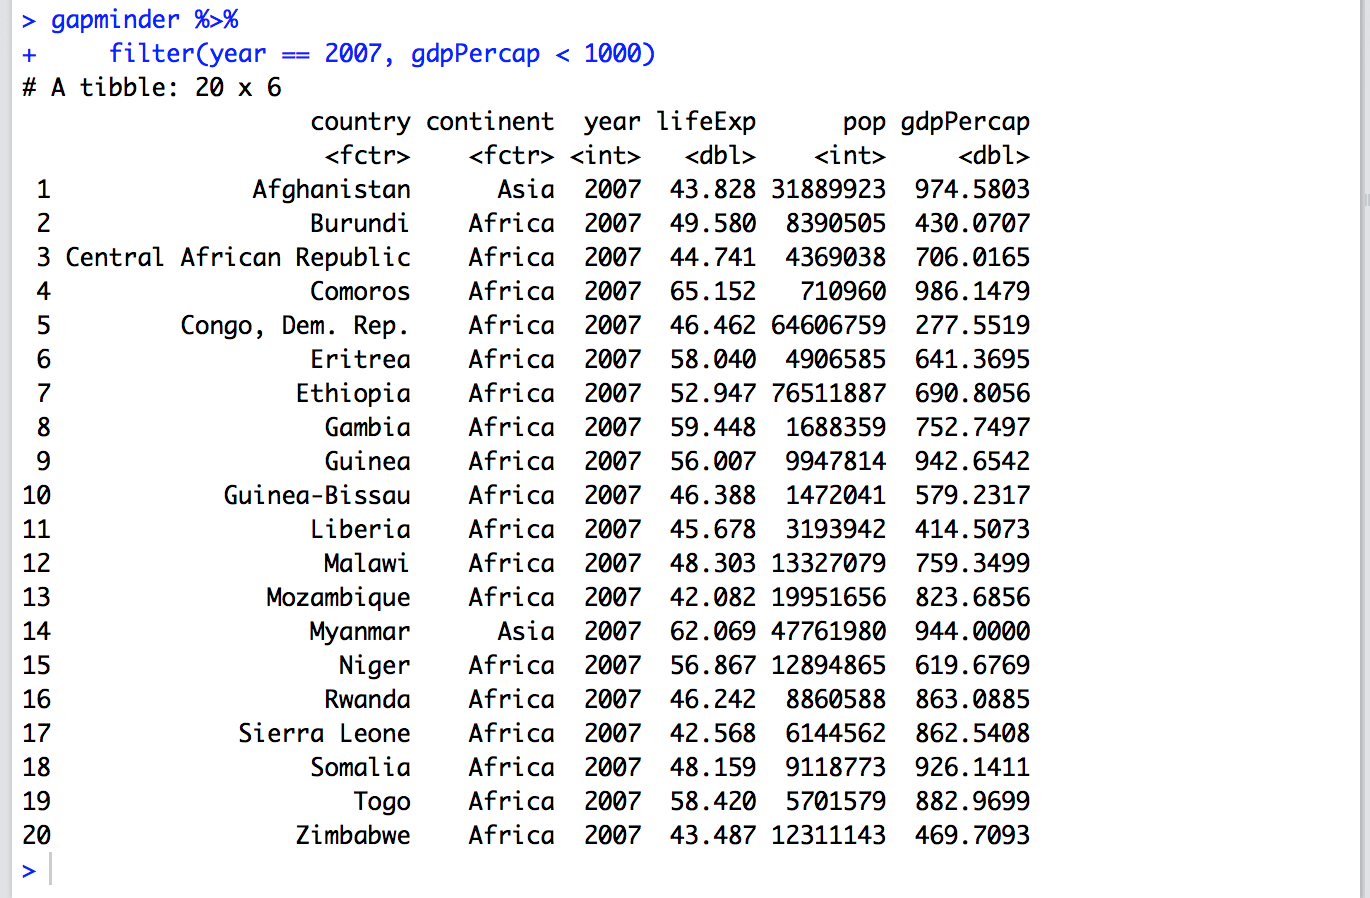 > gapminder %>%
+     filter(year == 2007, gdpPercap < 1000)
# A tibble: 20 x 6
                    country continent  year lifeExp      pop gdpPercap
                     <fctr>    <fctr> <int>   <dbl>    <int>     <dbl>
 1              Afghanistan      Asia  2007  43.828 31889923  974.5803
 2                  Burundi    Africa  2007  49.580  8390505  430.0707
 3 Central African Republic    Africa  2007  44.741  4369038  706.0165
 4                  Comoros    Africa  2007  65.152   710960  986.1479
 5         Congo, Dem. Rep.    Africa  2007  46.462 64606759  277.5519
 6                  Eritrea    Africa  2007  58.040  4906585  641.3695
 7                 Ethiopia    Africa  2007  52.947 76511887  690.8056
 8                   Gambia    Africa  2007  59.448  1688359  752.7497
 9                   Guinea    Africa  2007  56.007  9947814  942.6542
10            Guinea-Bissau    Africa  2007  46.388  1472041  579.2317
11                  Liberia    Africa  2007  45.678  3193942  414.5073
12                   Malawi    Africa  2007  48.303 13327079  759.3499
13               Mozambique    Africa  2007  42.082 19951656  823.6856
14                  Myanmar      Asia  2007  62.069 47761980  944.0000
15                    Niger    Africa  2007  56.867 12894865  619.6769
16                   Rwanda    Africa  2007  46.242  8860588  863.0885
17             Sierra Leone    Africa  2007  42.568  6144562  862.5408
18                  Somalia    Africa  2007  48.159  9118773  926.1411
19                     Togo    Africa  2007  58.420  5701579  882.9699
20                 Zimbabwe    Africa  2007  43.487 12311143  469.7093
>